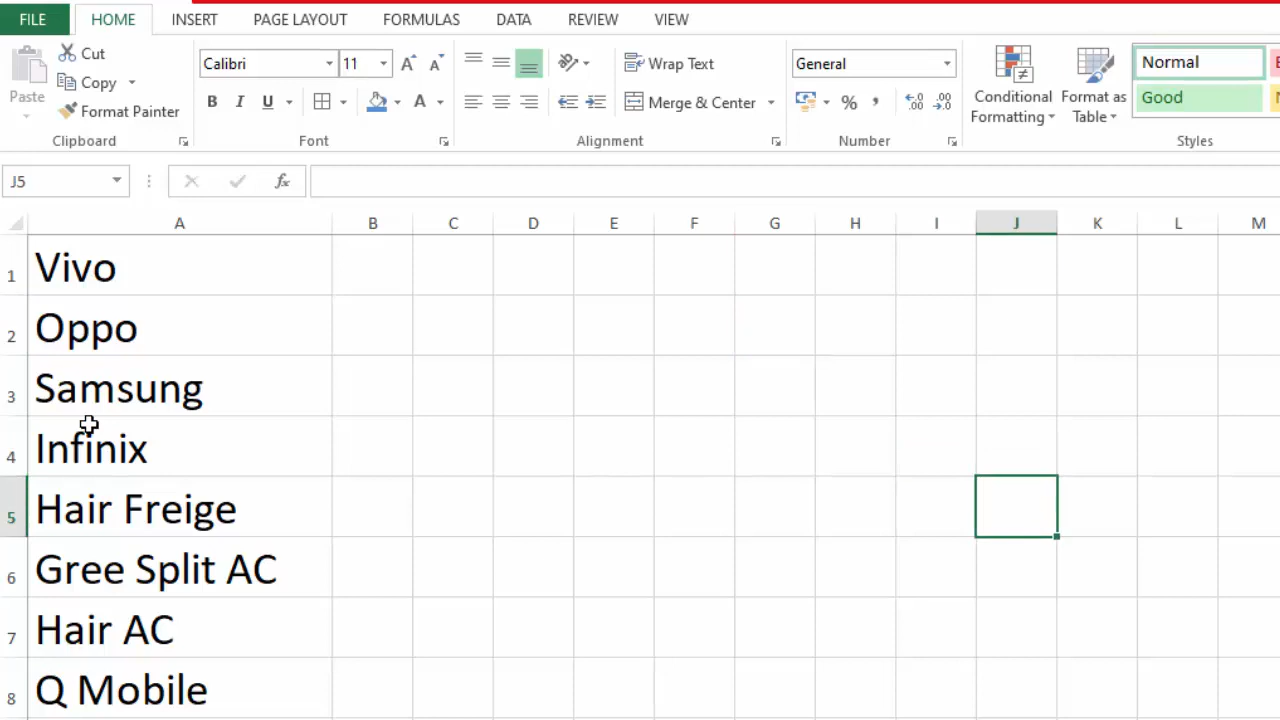 FILE HOME INSERT PAGE LAYOUT FORMULAS DATA REVIEW VIEW
Paste
Cut
Copy
Format Painter
Clipboard
Calibri 11
B I U A
Font
Wrap Text
Merge & Center
Alignment
General
%
Number
Conditional
Formatting
Format as
Table
Normal
Good
Styles
J5 fx
A B C D E F G H I J K L M
1 Vivo
2 Oppo
3 Samsung
4 Infinix
5 Hair Freige
6 Gree Split AC
7 Hair AC
8 Q Mobile